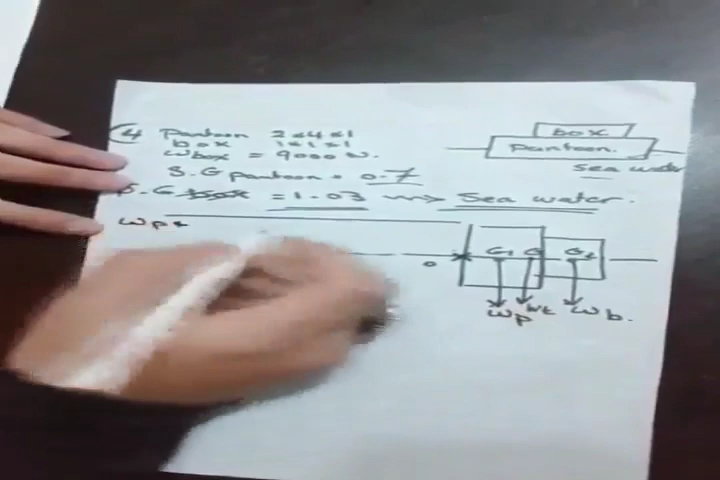 4 Pantoon 2*4*1
box 1*1*1
Wbox = 9000 N.
S.G pantoon = 0.7
S.G = 1.03 Sea water.
box
Pantoon.
sea water
Wp
o G1 G G2
Wp Wt Wb.